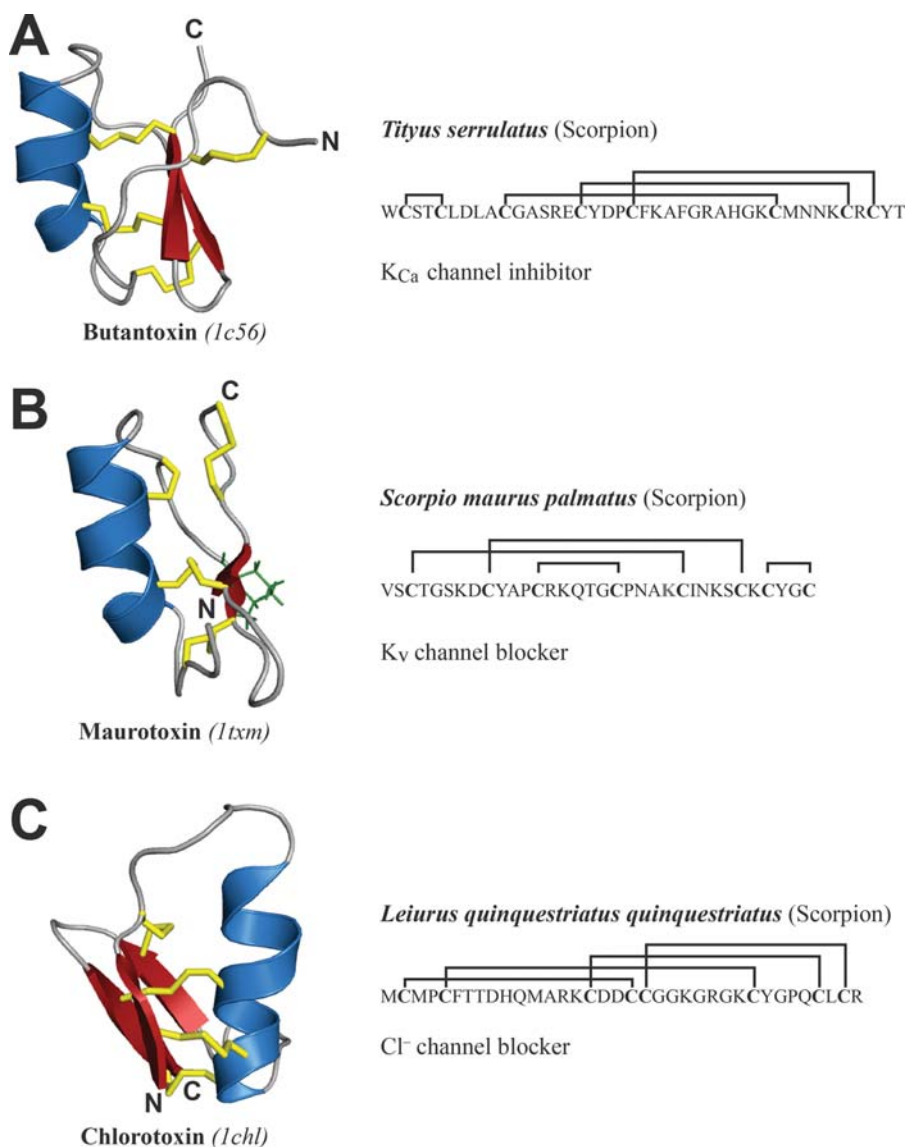 A
C
N
Butantoxin (1c56)
Tityus serrulatus (Scorpion)
WCSTCLDLACGASRECYDPCFKAFGRAHGKCMNNKCRCYT
KCa channel inhibitor
B
C
N
Maurotoxin (1txm)
Scorpio maurus palmatus (Scorpion)
VSCTGSKDCYAPCRKQTGCPNAKCINKSCKCYGC
KV channel blocker
C
N
C
Chlorotoxin (1chl)
Leiurus quinquestriatus quinquestriatus (Scorpion)
MCMPCFTTDHQMARKCDDCCGGKGRGKCYGPQCLCR
Cl⁻ channel blocker